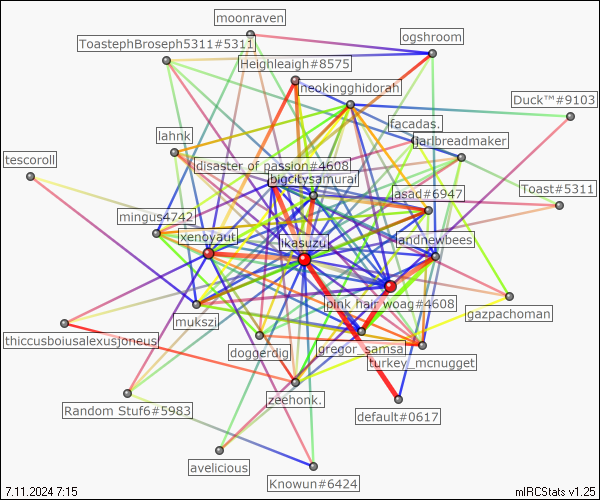 moonraven
ogshroom
ToastephBroseph5311#5311
Heighleigh#8575
neokingghidorah
Duck™#9103
facadas.
lahnk
jarlbreadmaker
tescoroll
disaster of passion#4608
bigcitysamurai
Toast#5311
asad#6947
mingus4742
xenoyaut
ikasuzu
landnewbees
pink hair woag#4608
gazpachoman
mukszi
thiccusboiusalexusjoneus
doggerdig
gregor_samsa
turkey_mcnugget
zeehonk.
Random Stuf6#5983
default#0617
avelicious
Knowun#6424
7.11.2024 7:15
mIRCStats v1.25